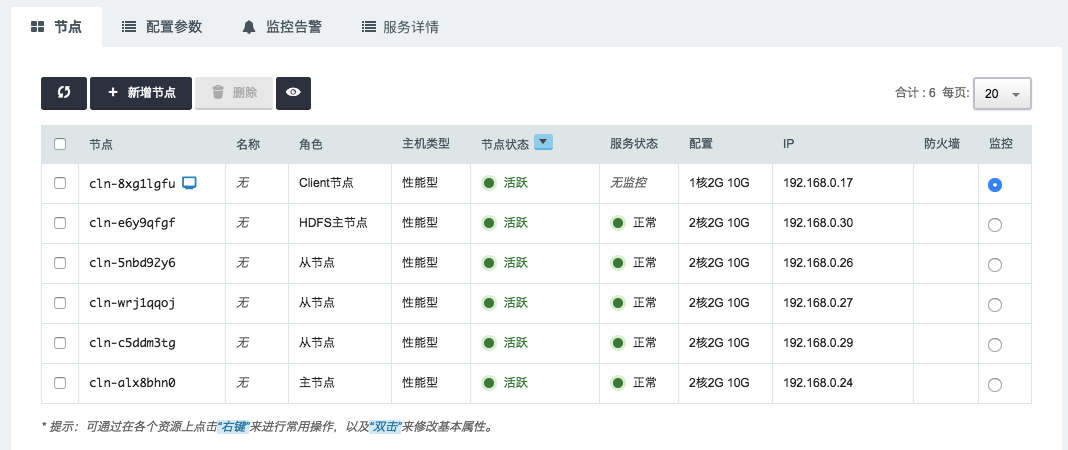 节点 配置参数 监控告警 服务详情
+ 新增节点 删除 合计 : 6 每页: 20
节点 名称 角色 主机类型 节点状态 服务状态 配置 IP 防火墙 监控
cln-8xg1lgfu 无 Client节点 性能型 活跃 无监控 1核2G 10G 192.168.0.17
cln-e6y9qfgf 无 HDFS主节点 性能型 活跃 正常 2核2G 10G 192.168.0.30
cln-5nbd92y6 无 从节点 性能型 活跃 正常 2核2G 10G 192.168.0.26
cln-wrj1qqoj 无 从节点 性能型 活跃 正常 2核2G 10G 192.168.0.27
cln-c5ddm3tg 无 从节点 性能型 活跃 正常 2核2G 10G 192.168.0.29
cln-alx8bhn0 无 主节点 性能型 活跃 正常 2核2G 10G 192.168.0.24
* 提示：可通过在各个资源上点击“右键”来进行常用操作，以及“双击”来修改基本属性。